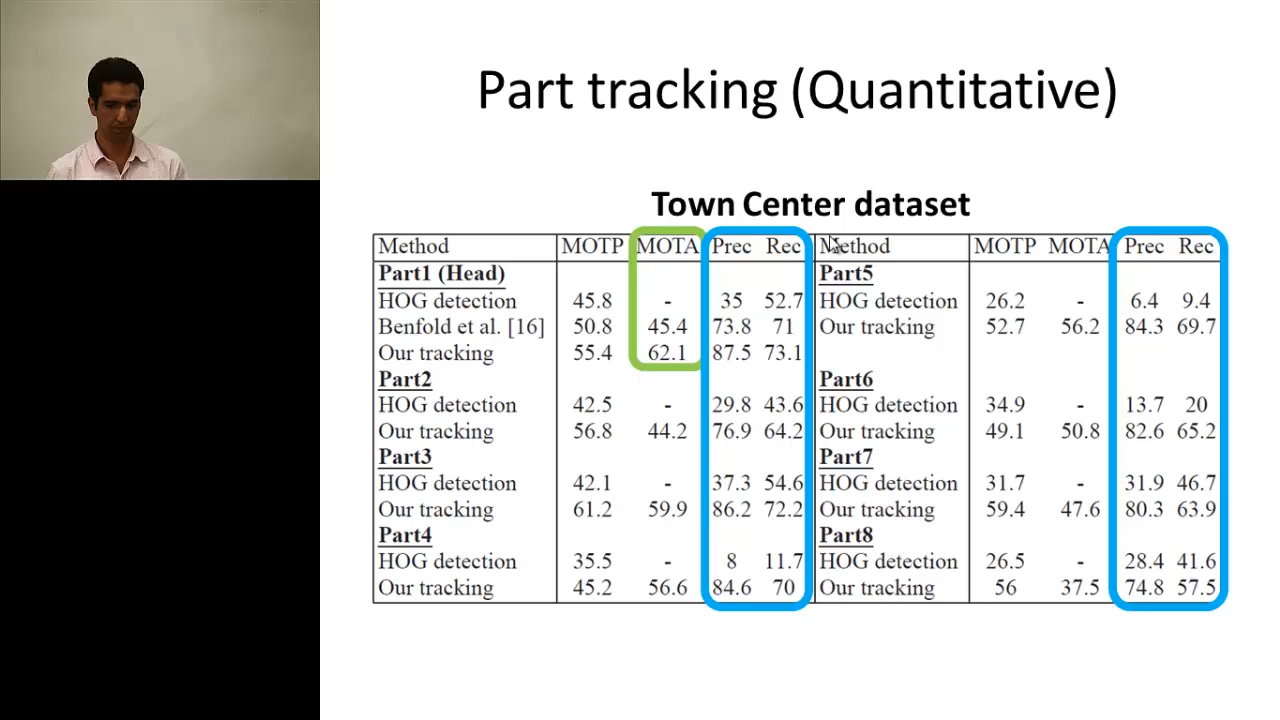 Part tracking (Quantitative)
Town Center dataset
Method MOTP MOTA Prec Rec Method MOTP MOTA Prec Rec
Part1 (Head) Part5
HOG detection 45.8 - 35 52.7 HOG detection 26.2 - 6.4 9.4
Benfold et al. [16] 50.8 45.4 73.8 71 Our tracking 52.7 56.2 84.3 69.7
Our tracking 55.4 62.1 87.5 73.1
Part2 Part6
HOG detection 42.5 - 29.8 43.6 HOG detection 34.9 - 13.7 20
Our tracking 56.8 44.2 76.9 64.2 Our tracking 49.1 50.8 82.6 65.2
Part3 Part7
HOG detection 42.1 - 37.3 54.6 HOG detection 31.7 - 31.9 46.7
Our tracking 61.2 59.9 86.2 72.2 Our tracking 59.4 47.6 80.3 63.9
Part4 Part8
HOG detection 35.5 - 8 11.7 HOG detection 26.5 - 28.4 41.6
Our tracking 45.2 56.6 84.6 70 Our tracking 56 37.5 74.8 57.5